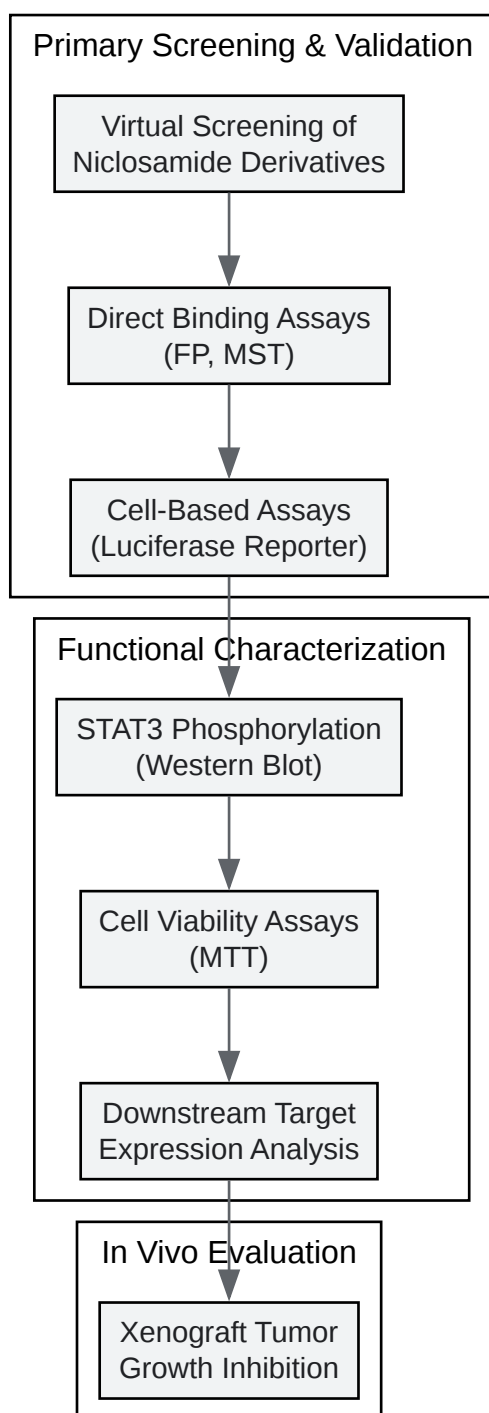 Primary Screening & Validation
Virtual Screening of
Niclosamide Derivatives
Direct Binding Assays
(FP, MST)
Cell-Based Assays
(Luciferase Reporter)
Functional Characterization
STAT3 Phosphorylation
(Western Blot)
Cell Viability Assays
(MTT)
Downstream Target
Expression Analysis
In Vivo Evaluation
Xenograft Tumor
Growth Inhibition